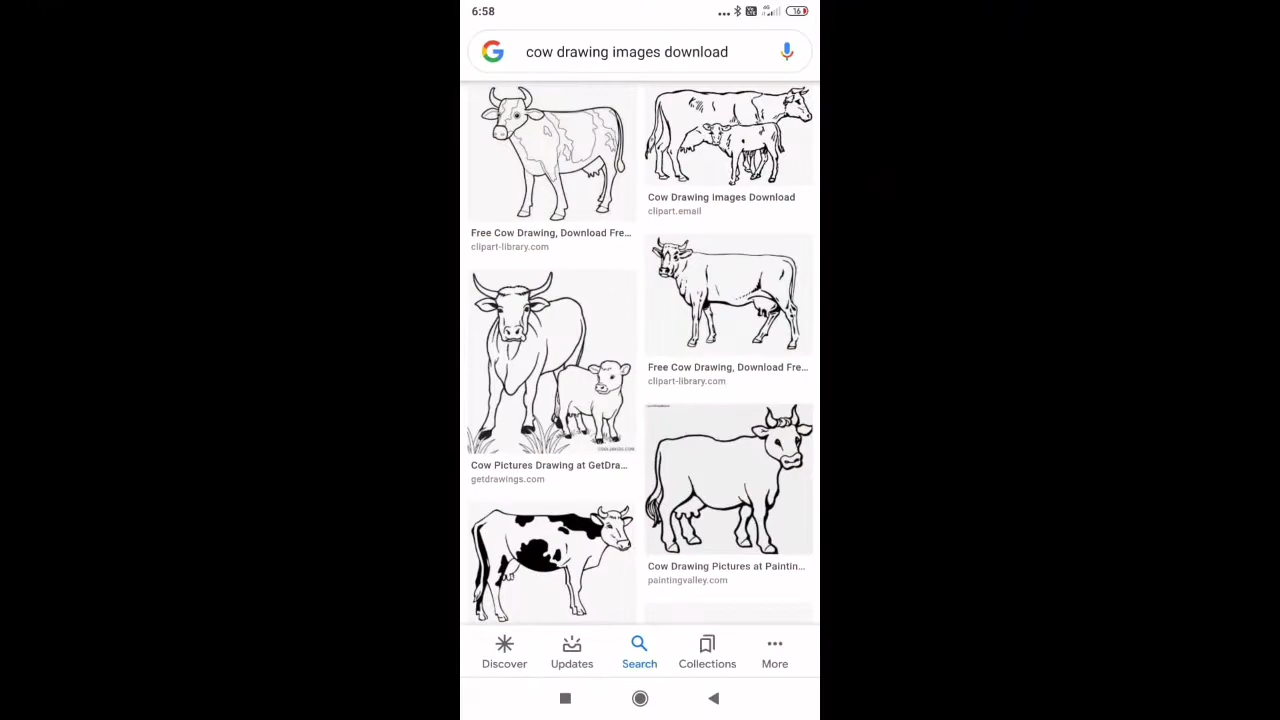 6:58
16
cow drawing images download
Free Cow Drawing, Download Fre...
clipart-library.com
Cow Drawing Images Download
clipart.email
Cow Pictures Drawing at GetDra...
getdrawings.com
Free Cow Drawing, Download Fre...
clipart-library.com
Cow Drawing Pictures at Paintin...
paintingvalley.com
Discover
Updates
Search
Collections
More